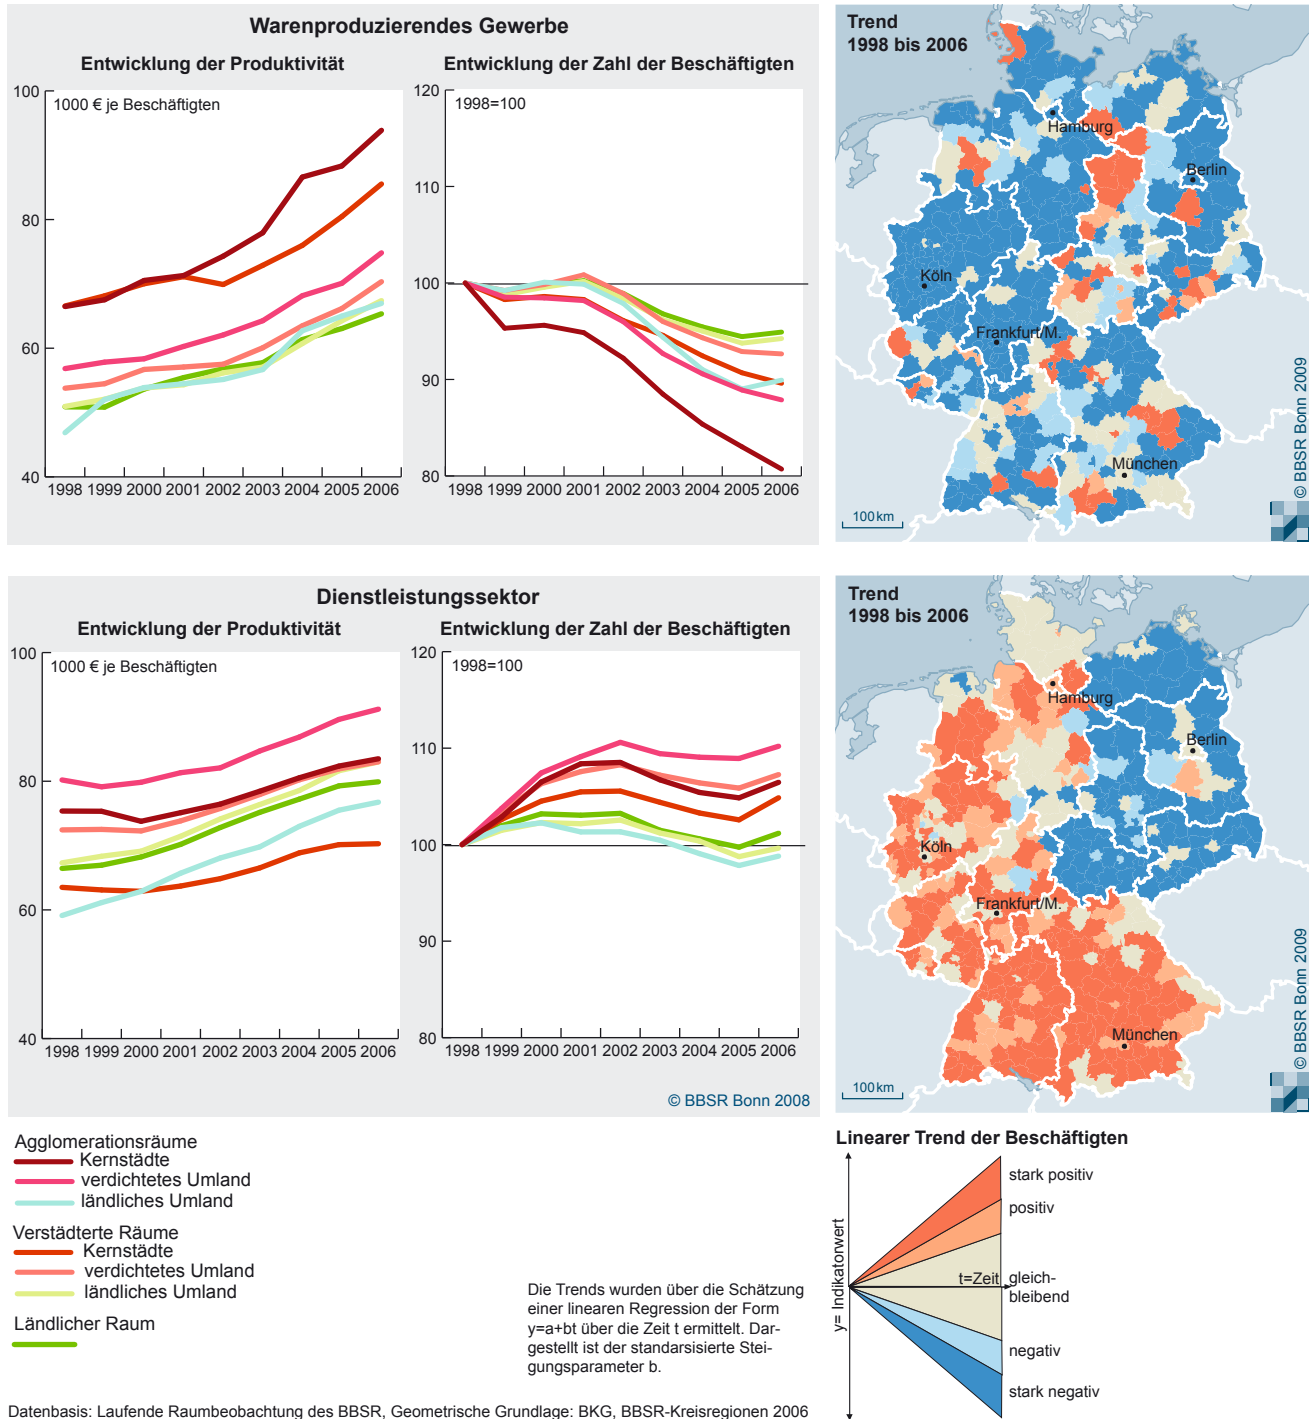 Warenproduzierendes Gewerbe
Entwicklung der Produktivität
1000 € je Beschäftigten
100
80
60
40
1998 1999 2000 2001 2002 2003 2004 2005 2006
Entwicklung der Zahl der Beschäftigten
1998=100
120
110
100
90
80
1998 1999 2000 2001 2002 2003 2004 2005 2006
Trend
1998 bis 2006
Hamburg
Berlin
Köln
Frankfurt/M.
München
100 km
© BBSR Bonn 2009
Dienstleistungssektor
Entwicklung der Produktivität
1000 € je Beschäftigten
100
80
60
40
1998 1999 2000 2001 2002 2003 2004 2005 2006
Entwicklung der Zahl der Beschäftigten
1998=100
120
110
100
90
80
1998 1999 2000 2001 2002 2003 2004 2005 2006
© BBSR Bonn 2008
Trend
1998 bis 2006
Hamburg
Berlin
Köln
Frankfurt/M.
München
100 km
© BBSR Bonn 2009
Agglomerationsräume
Kernstädte
verdichtetes Umland
ländliches Umland
Verstädterte Räume
Kernstädte
verdichtetes Umland
ländliches Umland
Ländlicher Raum
Die Trends wurden über die Schätzung
einer linearen Regression der Form
y=a+bt über die Zeit t ermittelt. Dar-
gestellt ist der standarsisierte Stei-
gungsparameter b.
Linearer Trend der Beschäftigten
y= Indikatorwert
t=Zeit
stark positiv
positiv
gleich-
bleibend
negativ
stark negativ
Datenbasis: Laufende Raumbeobachtung des BBSR, Geometrische Grundlage: BKG, BBSR-Kreisregionen 2006